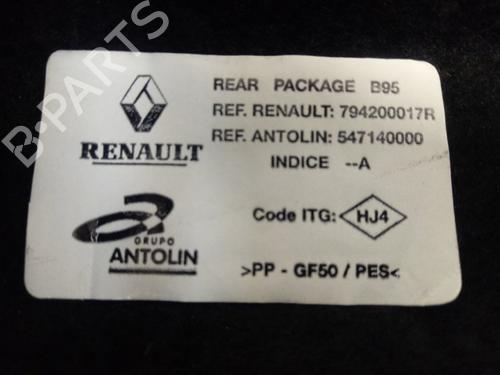 REAR PACKAGE B95
REF. RENAULT: 794200017R
REF. ANTOLIN: 547140000
INDICE --A
RENAULT
Code ITG: HJ4
GRUPO
ANTOLIN
>PP - GF50 / PES<
B-PARTS